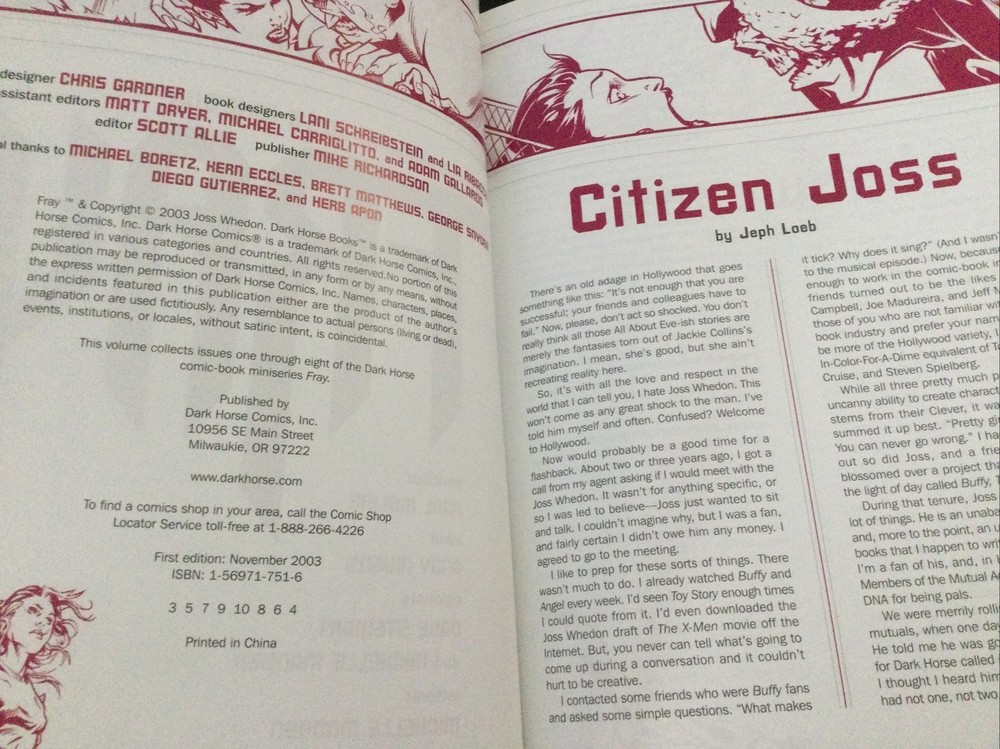 designer CHRIS GARDNER book designers LANI SCHREIBSTEIN and LIA
assistant editors MATT DRYER, MICHAEL CARRIGLITTO, and ADAM GALLARDO
editor SCOTT ALLIE publisher MIKE RICHARDSON
thanks to MICHAEL BORETZ, KERN ECCLES, BRETT MATTHEWS, GEORGE SNYDER
DIEGO GUTIERREZ, and HERB APON
Fray ™ & Copyright © 2003 Joss Whedon. Dark Horse Books™ is a trademark of Dark
Horse Comics, Inc. Dark Horse Comics® is a trademark of Dark Horse Comics, Inc.,
registered in various categories and countries. All rights reserved.No portion of this
publication may be reproduced or transmitted, in any form or by any means, without
the express written permission of Dark Horse Comics, Inc. Names, characters, places,
and incidents featured in this publication either are the product of the author's
imagination or are used fictitiously. Any resemblance to actual persons (living or dead),
events, institutions, or locales, without satiric intent, is coincidental.
This volume collects issues one through eight of the Dark Horse
comic-book miniseries Fray.
Published by
Dark Horse Comics, Inc.
10956 SE Main Street
Milwaukie, OR 97222
www.darkhorse.com
To find a comics shop in your area, call the Comic Shop
Locator Service toll-free at 1-888-266-4226
First edition: November 2003
ISBN: 1-56971-751-6
3 5 7 9 10 8 6 4
Printed in China
Citizen Joss
by Jeph Loeb
There's an old adage in Hollywood that goes
something like this: "It's not enough that you are
successful; your friends and colleagues have to
fail." Now, please, don't act so shocked. You don't
really think all those All About Eve-ish stories are
merely the fantasies torn out of Jackie Collins's
imagination. I mean, she's good, but she ain't
recreating reality here.
So, it's with all the love and respect in the
world that I can tell you, I hate Joss Whedon. This
won't come as any great shock to the man. I've
told him myself and often. Confused? Welcome
to Hollywood.
Now would probably be a good time for a
flashback. About two or three years ago, I got a
call from my agent asking if I would meet with the
Joss Whedon. It wasn't for anything specific, or
so I was led to believe—Joss just wanted to sit
and talk. I couldn't imagine why, but I was a fan,
and fairly certain I didn't owe him any money. I
agreed to go to the meeting.
I like to prep for these sorts of things. There
wasn't much to do. I already watched Buffy and
Angel every week. I'd seen Toy Story enough times
I could quote from it. I'd even downloaded the
Joss Whedon draft of The X-Men movie off the
Internet. But, you never can tell what's going to
come up during a conversation and it couldn't
hurt to be creative.
I contacted some friends who were Buffy fans
and asked some simple questions. "What makes
it tick? Why does it sing?" (And I wasn'
to the musical episode.) Now, becaus
enough to work in the comic-book in
friends turned out to be the likes
Campbell, Joe Madureira, and Jeff M
those of you who are not familiar w
book industry and prefer your nam
be more of the Hollywood variety,
In-Color-For-A-Dime equivalent of T
Cruise, and Steven Spielberg.
While all three pretty much p
uncanny ability to create charact
stems from their Clever, it wa
summed it up best. "Pretty gi
You can never go wrong." I ha
out so did Joss, and a frie
blossomed over a project tha
the light of day called Buffy, T
During that tenure, Joss
lot of things. He is an unaba
and, more to the point, an
books that I happen to writ
I'm a fan of his, and, in
Members of the Mutual A
DNA for being pals.
We were merrily rollin
mutuals, when one day
He told me he was go
for Dark Horse called
I thought I heard him
had not one, not two